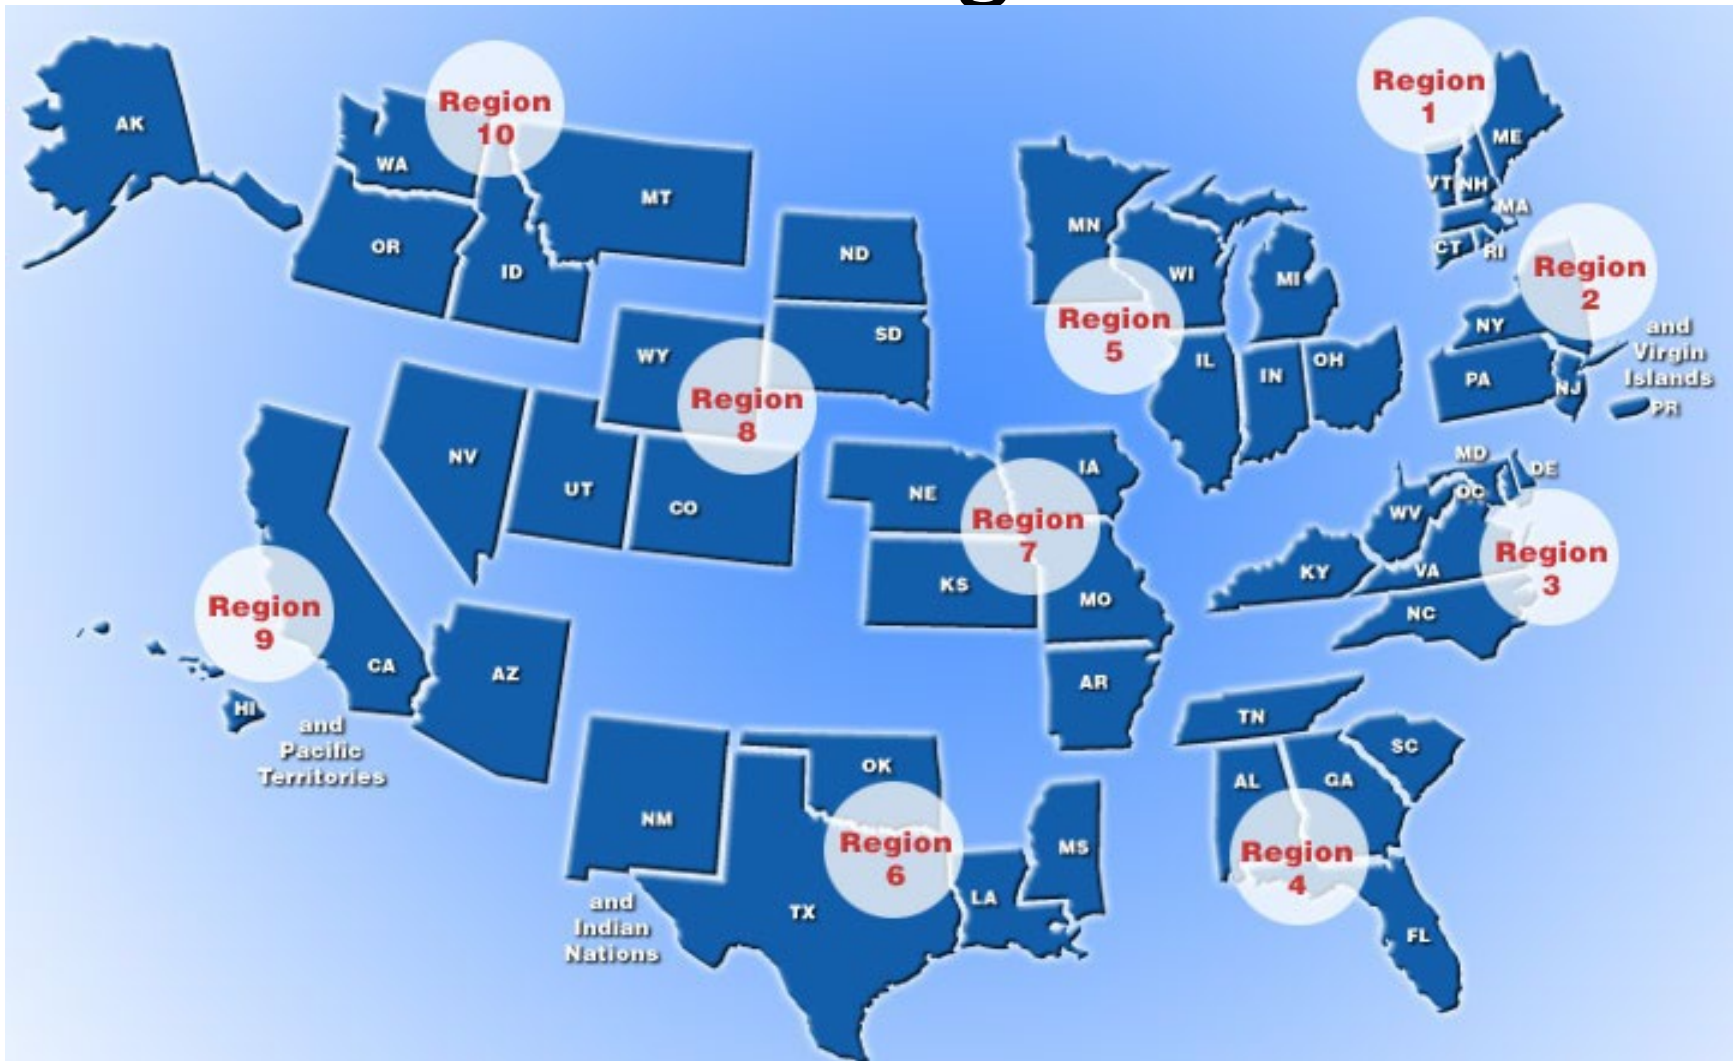 AK
WA
Region
10
OR
ID
MT
ND
SD
WY
Region
8
NV
UT
CO
Region
9
CA
AZ
HI
and
Pacific
Territories
MN
WI
MI
Region
5
IL
IN
OH
NE
IA
Region
7
KS
MO
AR
NM
OK
Region
6
TX
LA
MS
and
Indian
Nations
Region
1
ME
VT
NH
MA
CT
RI
Region
2
NY
and
Virgin
Islands
PA
NJ
PR
MD
DE
OC
WV
Region
3
KY
VA
NC
TN
SC
AL
GA
Region
4
FL